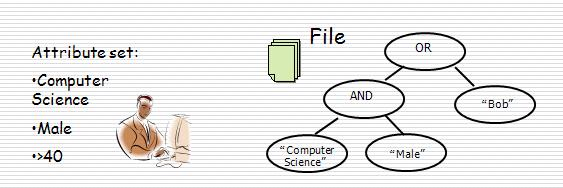 Attribute set:
•Computer
Science
•Male
•>40
File
OR
AND
"Bob"
"Computer
Science"
"Male"